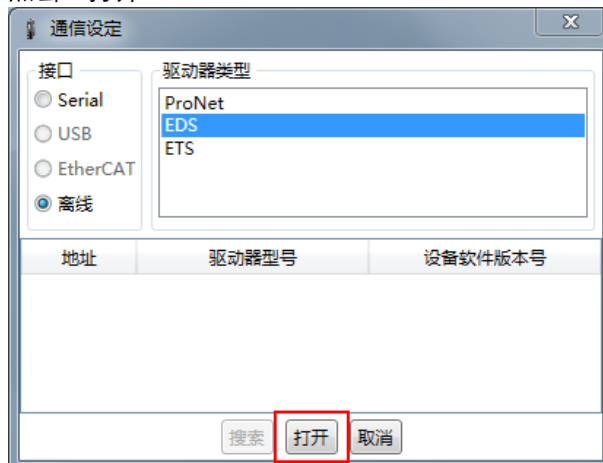 通信设定
接口
Serial
USB
EtherCAT
离线
驱动器类型
ProNet
EDS
ETS
地址 驱动器型号 设备软件版本号
搜索 打开 取消